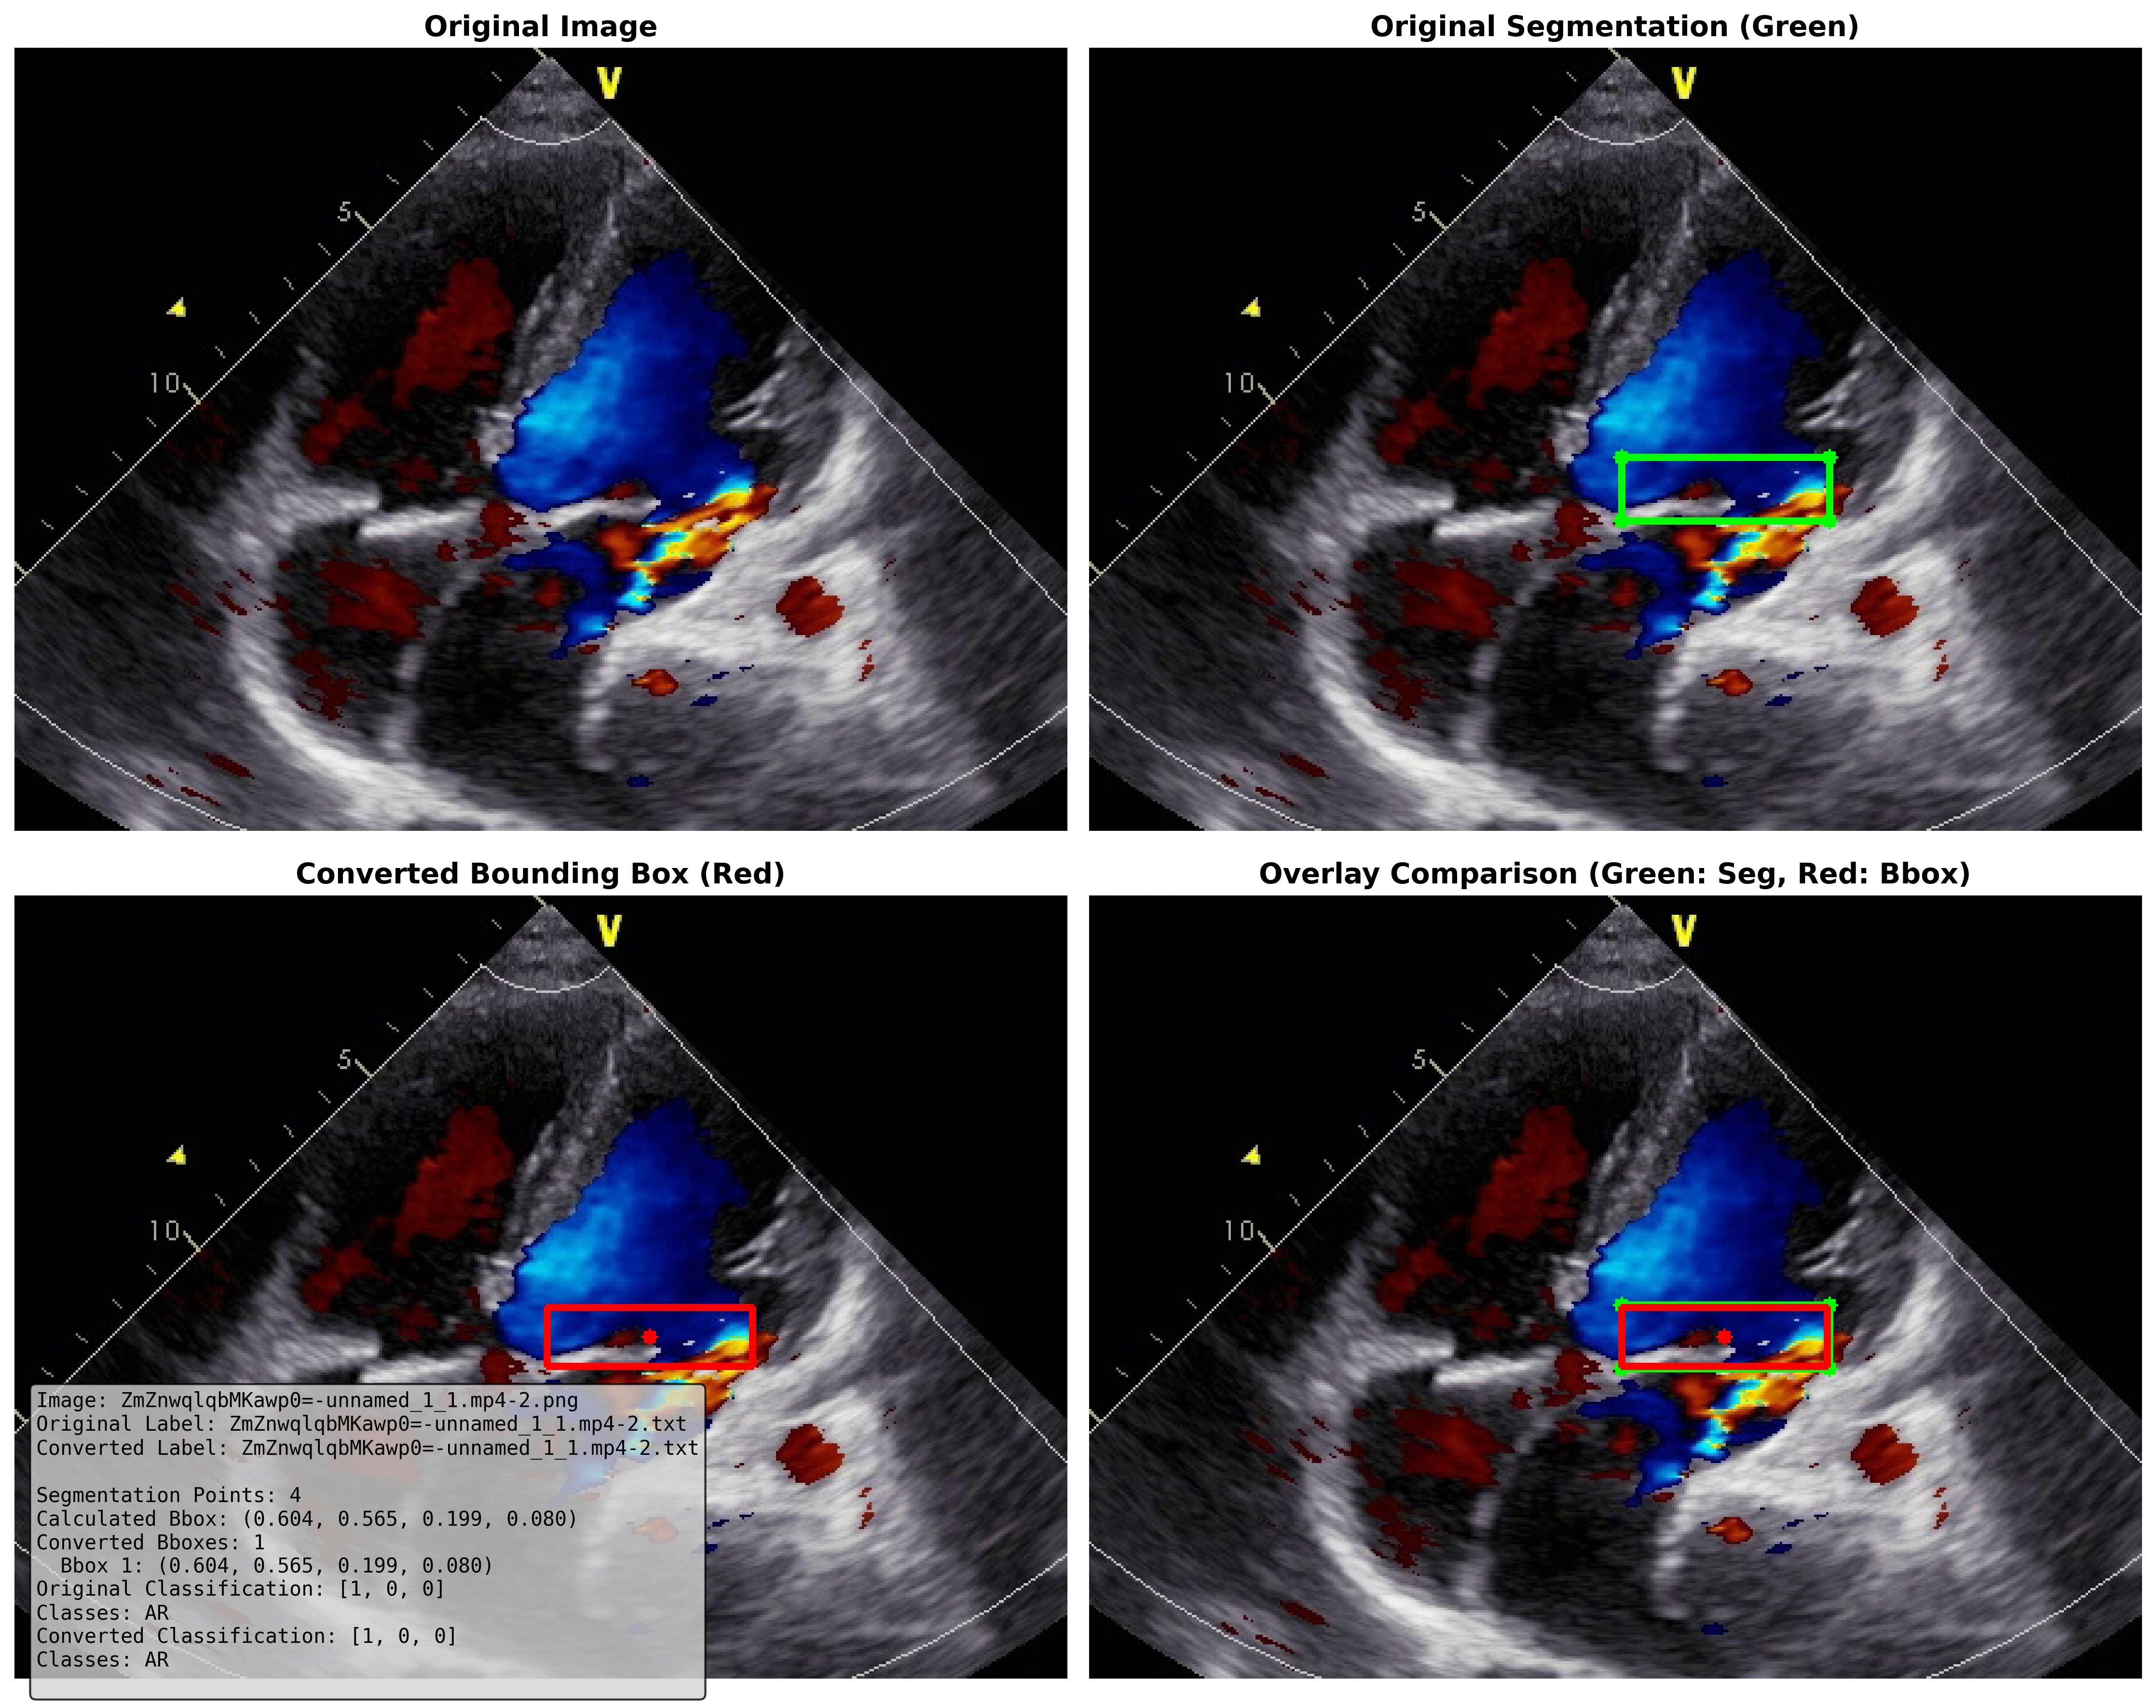 Original Image
Original Segmentation (Green)
V
5
10
V
5
10
Converted Bounding Box (Red)
Overlay Comparison (Green: Seg, Red: Bbox)
V
5
10
V
5
10
Image: ZmZnwqlqbMKawp0=-unnamed_1_1.mp4-2.png
Original Label: ZmZnwqlqbMKawp0=-unnamed_1_1.mp4-2.txt
Converted Label: ZmZnwqlqbMKawp0=-unnamed_1_1.mp4-2.txt
Segmentation Points: 4
Calculated Bbox: (0.604, 0.565, 0.199, 0.080)
Converted Bboxes: 1
Bbox 1: (0.604, 0.565, 0.199, 0.080)
Original Classification: [1, 0, 0]
Classes: AR
Converted Classification: [1, 0, 0]
Classes: AR